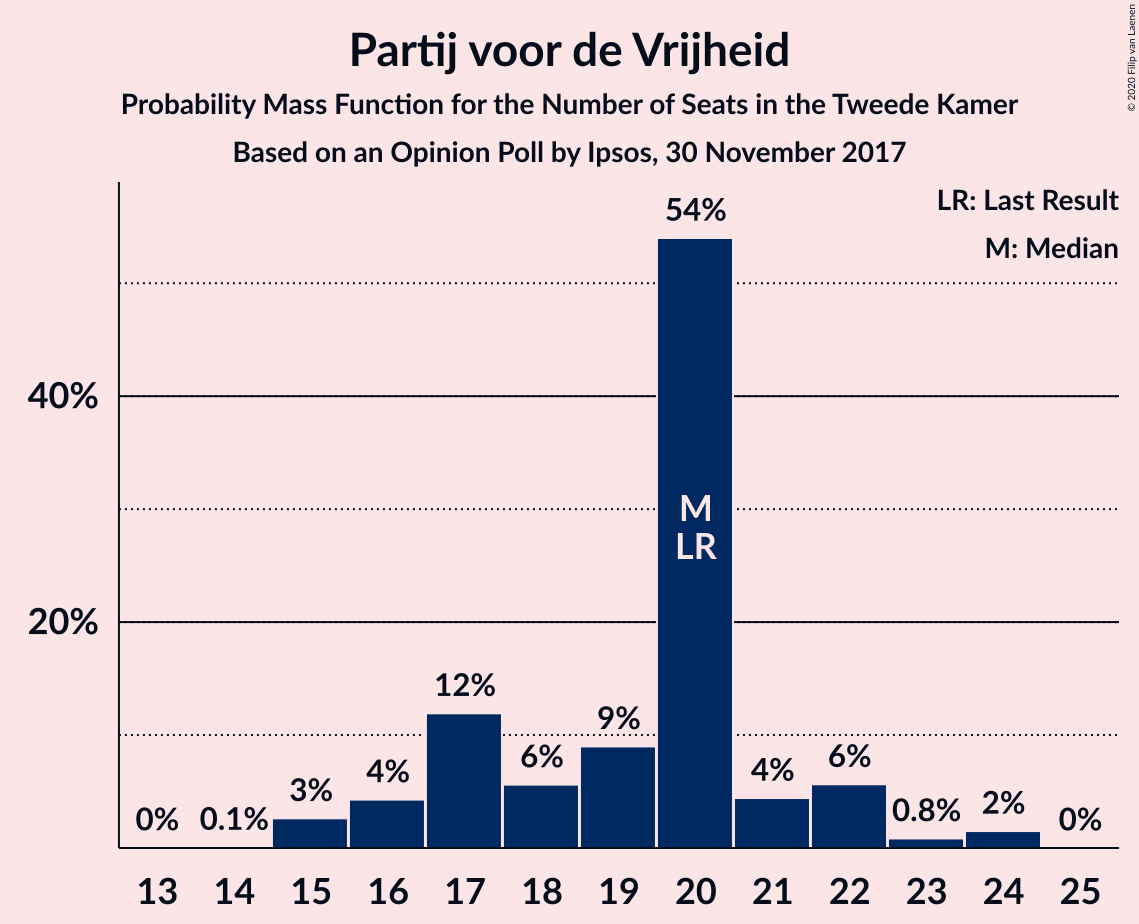 Partij voor de Vrijheid
Probability Mass Function for the Number of Seats in the Tweede Kamer
Based on an Opinion Poll by Ipsos, 30 November 2017
© 2020 Filip van Laenen
LR: Last Result
M: Median
54%
40%
M
LR
20%
12%
9%
6%
6%
4%
4%
3%
2%
0.8%
0%
0.1%
0%
13 14 15 16 17 18 19 20 21 22 23 24 25